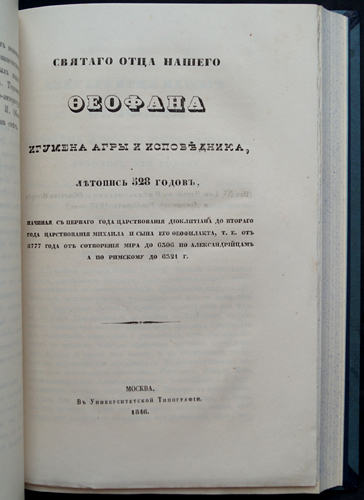 СВЯТАГО ОТЦА НАШЕГО
ѲЕОФАНА
ИГУМЕНА АГРЫ И ИСПОВѢДНИКА,
ЛѢТОПИСЬ 528 ГОДОВЪ,
НАЧИНАЯ СЪ ПЕРВАГО ГОДА ЦАРСТВОВАНІЯ ДІОКЛИТІАНА ДО ВТОРАГО
ГОДА ЦАРСТВОВАНІЯ МИХАИЛА И СЫНА ЕГО ѲЕОФИЛАКТА, Т. Е. ОТЪ
5777 ГОДА ОТЪ СОТВОРЕНІЯ МІРА ДО 6305 ПО АЛЕКСАНДРІЙЦАМЪ
А ПО РИМСКОМУ ДО 6321 Г.
МОСКВА,
Въ Университетской Типографіи.
1846.